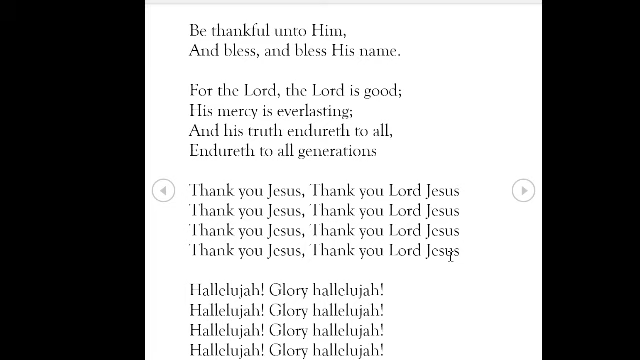 Be thankful unto Him,
And bless, and bless His name.
For the Lord, the Lord is good;
His mercy is everlasting;
And his truth endureth to all,
Endureth to all generations
Thank you Jesus, Thank you Lord Jesus
Thank you Jesus, Thank you Lord Jesus
Thank you Jesus, Thank you Lord Jesus
Thank you Jesus, Thank you Lord Jesus
Hallelujah! Glory hallelujah!
Hallelujah! Glory hallelujah!
Hallelujah! Glory hallelujah!
Hallelujah! Glory hallelujah!